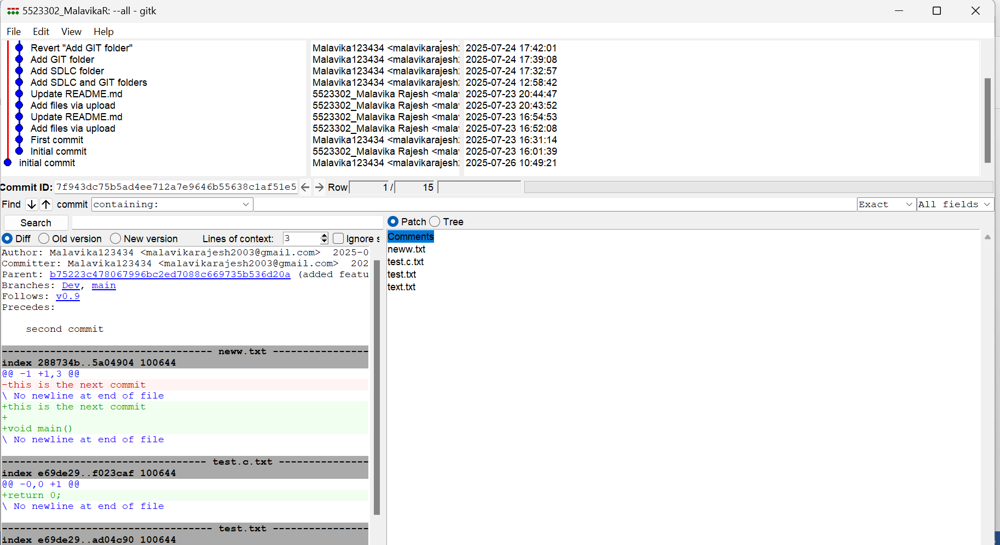 5523302_MalavikaR: --all - gitk
File Edit View Help
Revert "Add GIT folder" Malavika123434 <malavikarajesh: 2025-07-24 17:42:01
Add GIT folder Malavika123434 <malavikarajesh: 2025-07-24 17:39:08
Add SDLC folder Malavika123434 <malavikarajesh: 2025-07-24 17:32:57
Add SDLC and GIT folders Malavika123434 <malavikarajesh: 2025-07-24 12:58:42
Update README.md 5523302_Malavika Rajesh <mala 2025-07-23 20:44:47
Add files via upload 5523302_Malavika Rajesh <mala 2025-07-23 20:43:52
Update README.md 5523302_Malavika Rajesh <mala 2025-07-23 16:54:53
Add files via upload 5523302_Malavika Rajesh <mala 2025-07-23 16:52:08
First commit Malavika123434 <malavikarajesh: 2025-07-23 16:31:14
Initial commit 5523302_Malavika Rajesh <mala 2025-07-23 16:01:39
initial commit Malavika123434 <malavikarajesh: 2025-07-26 10:49:21
Commit ID: 7f943dc75b5ad4ee712a7e9646b55638c1af51e5 ← → Row 1 / 15
Find ↓ ↑ commit containing: Exact All fields
Search Patch Tree
Diff Old version New version Lines of context: 3 Ignore s
Comments
neww.txt
test.c.txt
test.txt
text.txt
Author: Malavika123434 <malavikarajesh2003@gmail.com> 2025-0
Committer: Malavika123434 <malavikarajesh2003@gmail.com> 202
Parent: b75223c478067996bc2ed7088c669735b536d20a (added featu
Branches: Dev, main
Follows: v0.9
Precedes:
second commit
----------------------------------- neww.txt ----------------
index 288734b..5a04904 100644
@@ -1 +1,3 @@
-this is the next commit
\ No newline at end of file
+this is the next commit
+
+void main()
\ No newline at end of file
---------------------------------- test.c.txt ---------------
index e69de29..f023caf 100644
@@ -0,0 +1 @@
+return 0;
\ No newline at end of file
----------------------------------- test.txt ----------------
index e69de29..ad04c90 100644